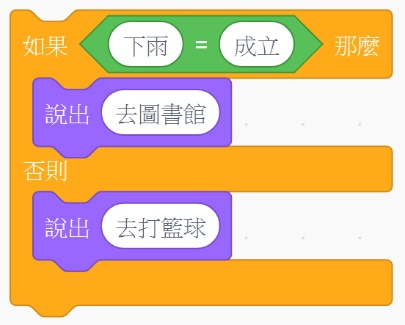 如果 下雨 = 成立 那麼
說出 去圖書館
否則
說出 去打籃球